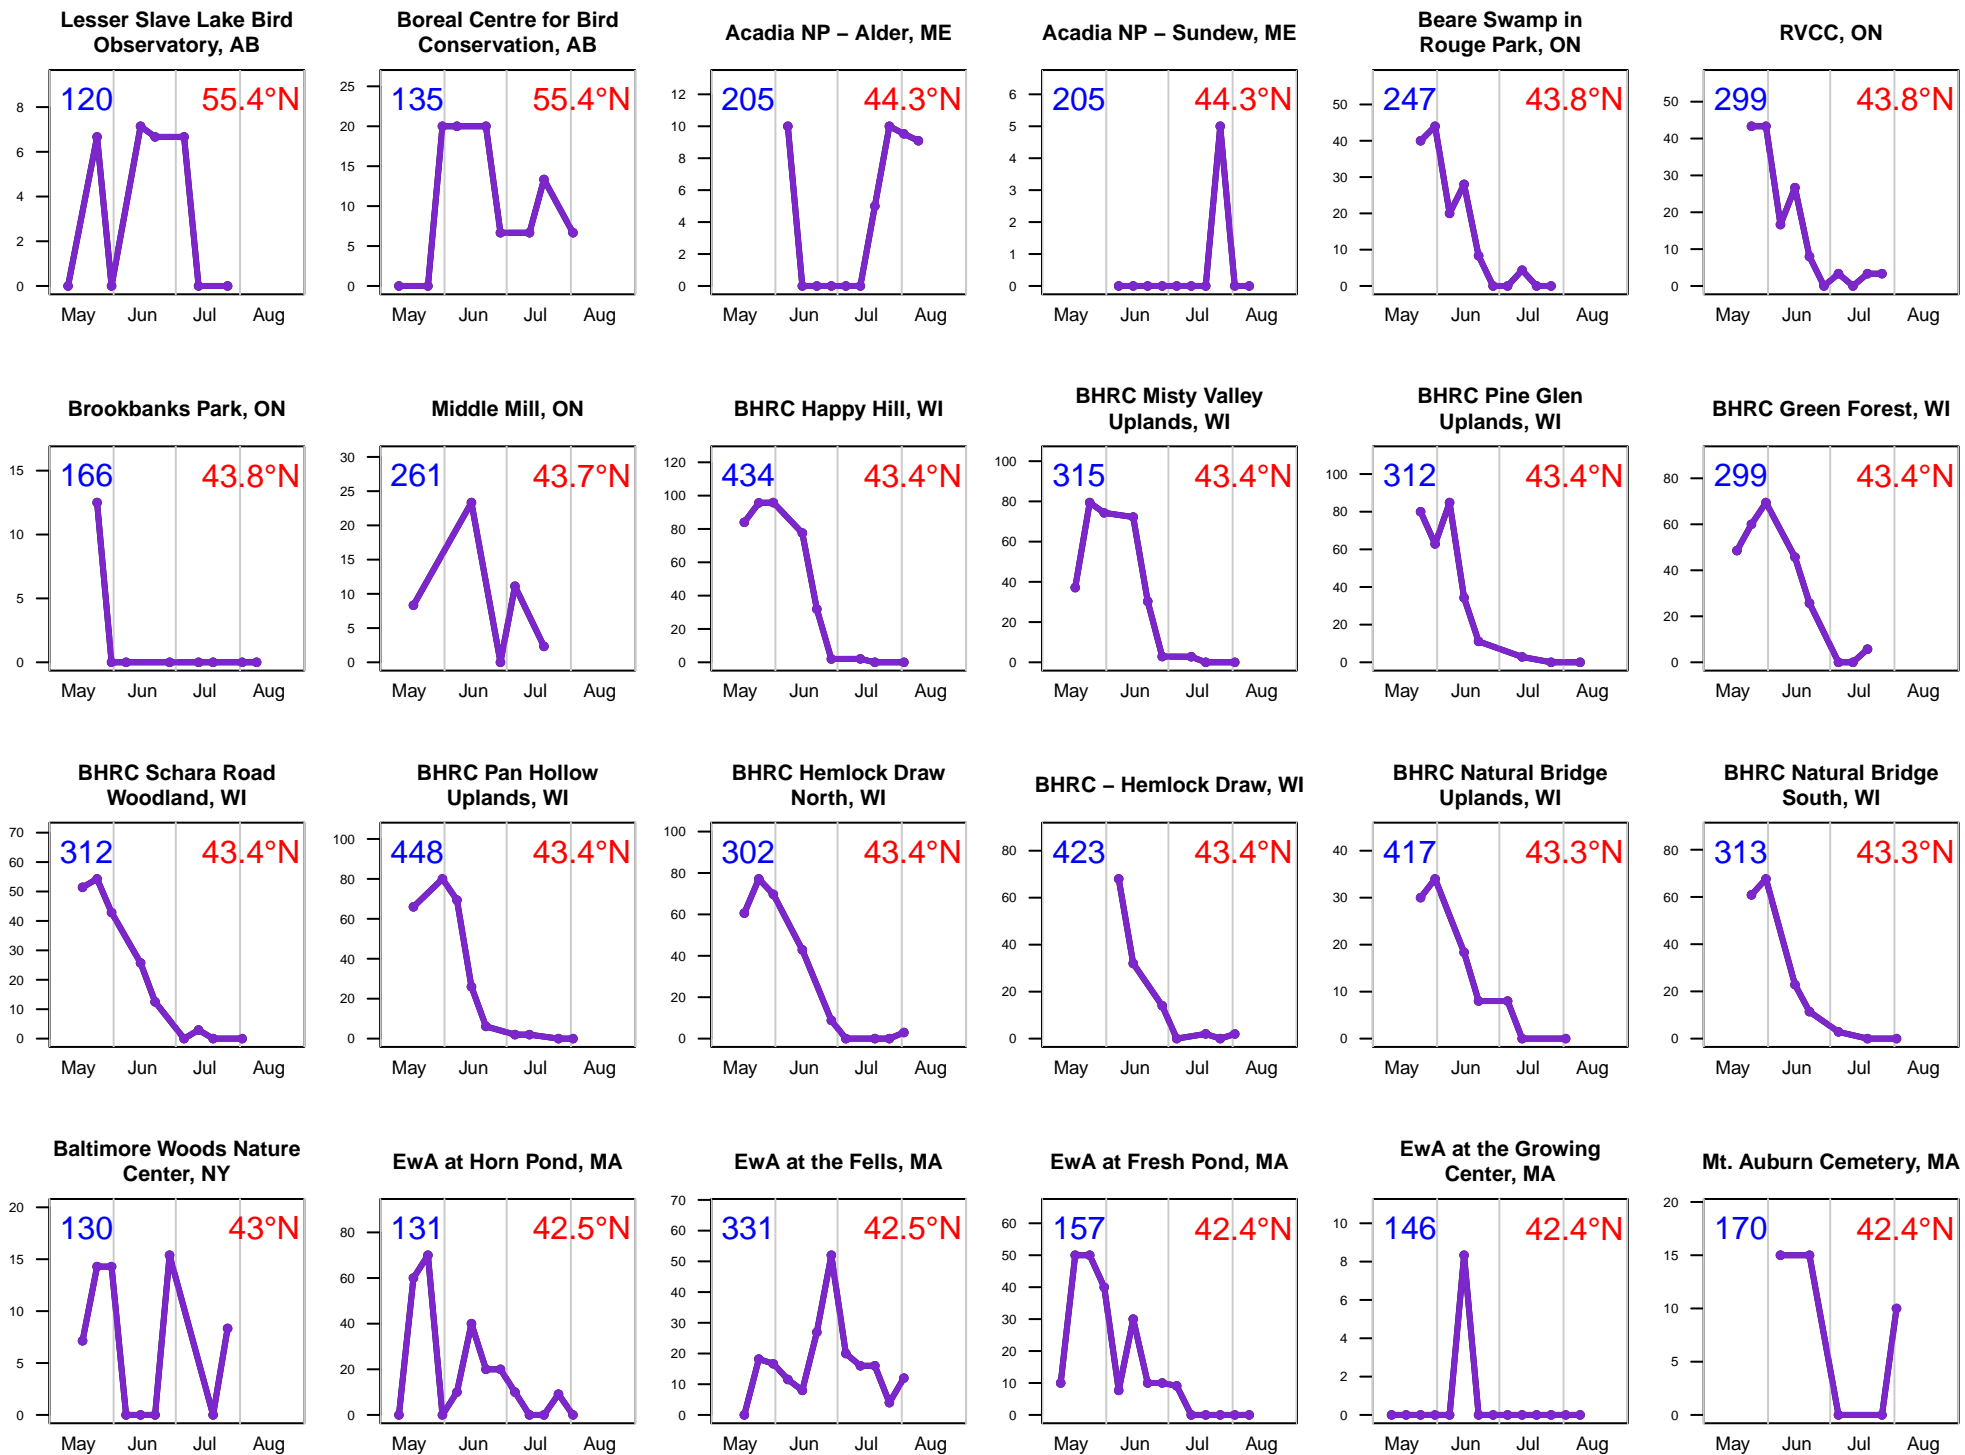 Lesser Slave Lake Bird
Observatory, AB
120
55.4°N
8
6
4
2
0
May Jun Jul Aug
Boreal Centre for Bird
Conservation, AB
135
55.4°N
25
20
15
10
5
0
May Jun Jul Aug
Acadia NP – Alder, ME
205
44.3°N
12
10
8
6
4
2
0
May Jun Jul Aug
Acadia NP – Sundew, ME
205
44.3°N
6
5
4
3
2
1
0
May Jun Jul Aug
Beare Swamp in
Rouge Park, ON
247
43.8°N
50
40
30
20
10
0
May Jun Jul Aug
RVCC, ON
299
43.8°N
50
40
30
20
10
0
May Jun Jul Aug
Brookbanks Park, ON
166
43.8°N
15
10
5
0
May Jun Jul Aug
Middle Mill, ON
261
43.7°N
30
25
20
15
10
5
0
May Jun Jul Aug
BHRC Happy Hill, WI
434
43.4°N
120
100
80
60
40
20
0
May Jun Jul Aug
BHRC Misty Valley
Uplands, WI
315
43.4°N
100
80
60
40
20
0
May Jun Jul Aug
BHRC Pine Glen
Uplands, WI
312
43.4°N
100
80
60
40
20
0
May Jun Jul Aug
BHRC Green Forest, WI
299
43.4°N
80
60
40
20
0
May Jun Jul Aug
BHRC Schara Road
Woodland, WI
312
43.4°N
70
60
50
40
30
20
10
0
May Jun Jul Aug
BHRC Pan Hollow
Uplands, WI
448
43.4°N
100
80
60
40
20
0
May Jun Jul Aug
BHRC Hemlock Draw
North, WI
302
43.4°N
100
80
60
40
20
0
May Jun Jul Aug
BHRC – Hemlock Draw, WI
423
43.4°N
80
60
40
20
0
May Jun Jul Aug
BHRC Natural Bridge
Uplands, WI
417
43.3°N
40
30
20
10
0
May Jun Jul Aug
BHRC Natural Bridge
South, WI
313
43.3°N
80
60
40
20
0
May Jun Jul Aug
Baltimore Woods Nature
Center, NY
130
43°N
20
15
10
5
0
May Jun Jul Aug
EwA at Horn Pond, MA
131
42.5°N
80
60
40
20
0
May Jun Jul Aug
EwA at the Fells, MA
331
42.5°N
70
60
50
40
30
20
10
0
May Jun Jul Aug
EwA at Fresh Pond, MA
157
42.4°N
60
50
40
30
20
10
0
May Jun Jul Aug
EwA at the Growing
Center, MA
146
42.4°N
10
8
6
4
2
0
May Jun Jul Aug
Mt. Auburn Cemetery, MA
170
42.4°N
20
15
10
5
0
May Jun Jul Aug